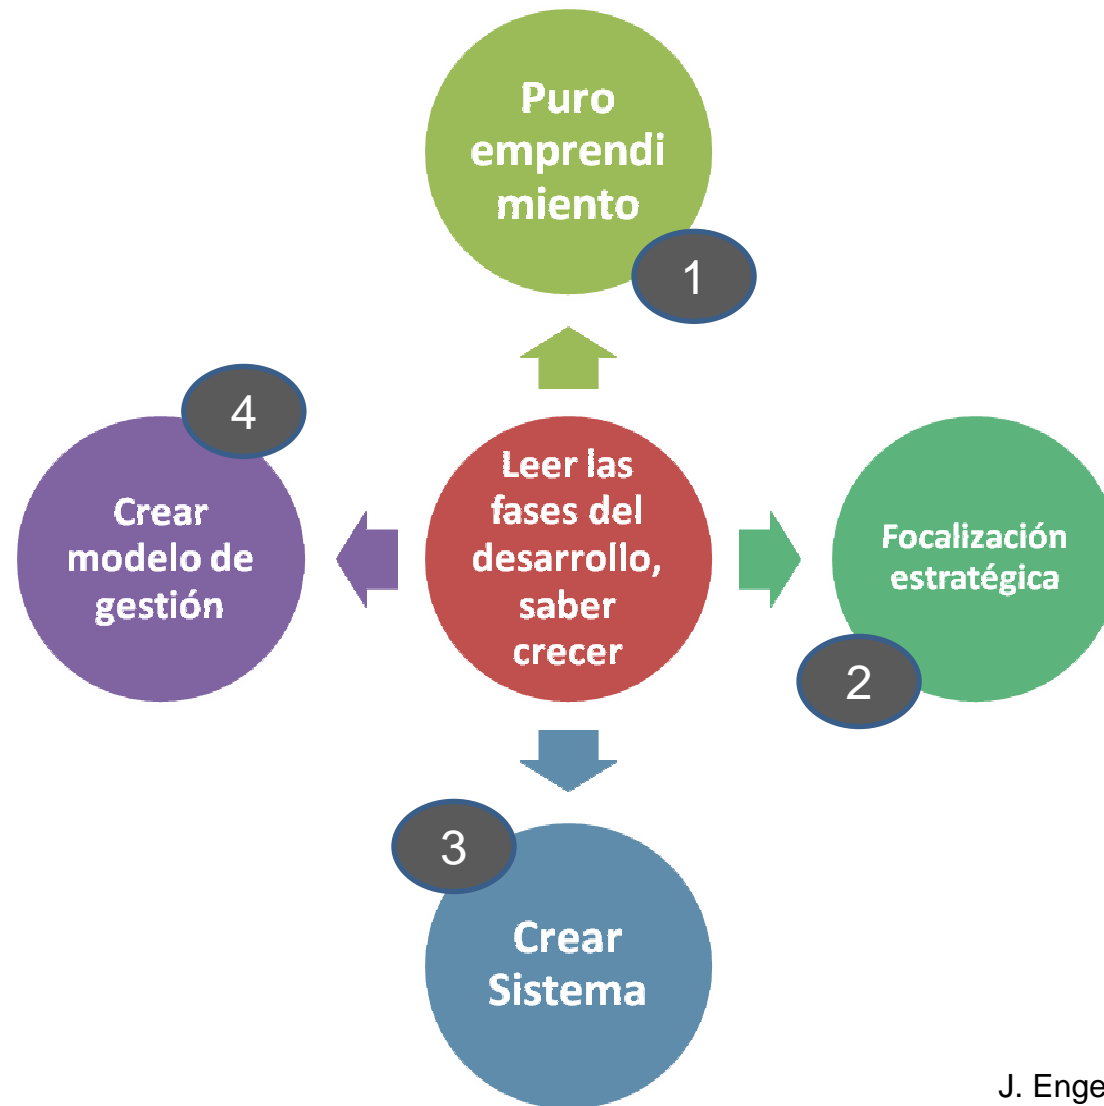 Puro
emprendi
miento
1
4
Crear
modelo de
gestión
Leer las
fases del
desarrollo,
saber
crecer
Focalización
estratégica
2
3
Crear
Sistema
J. Enge